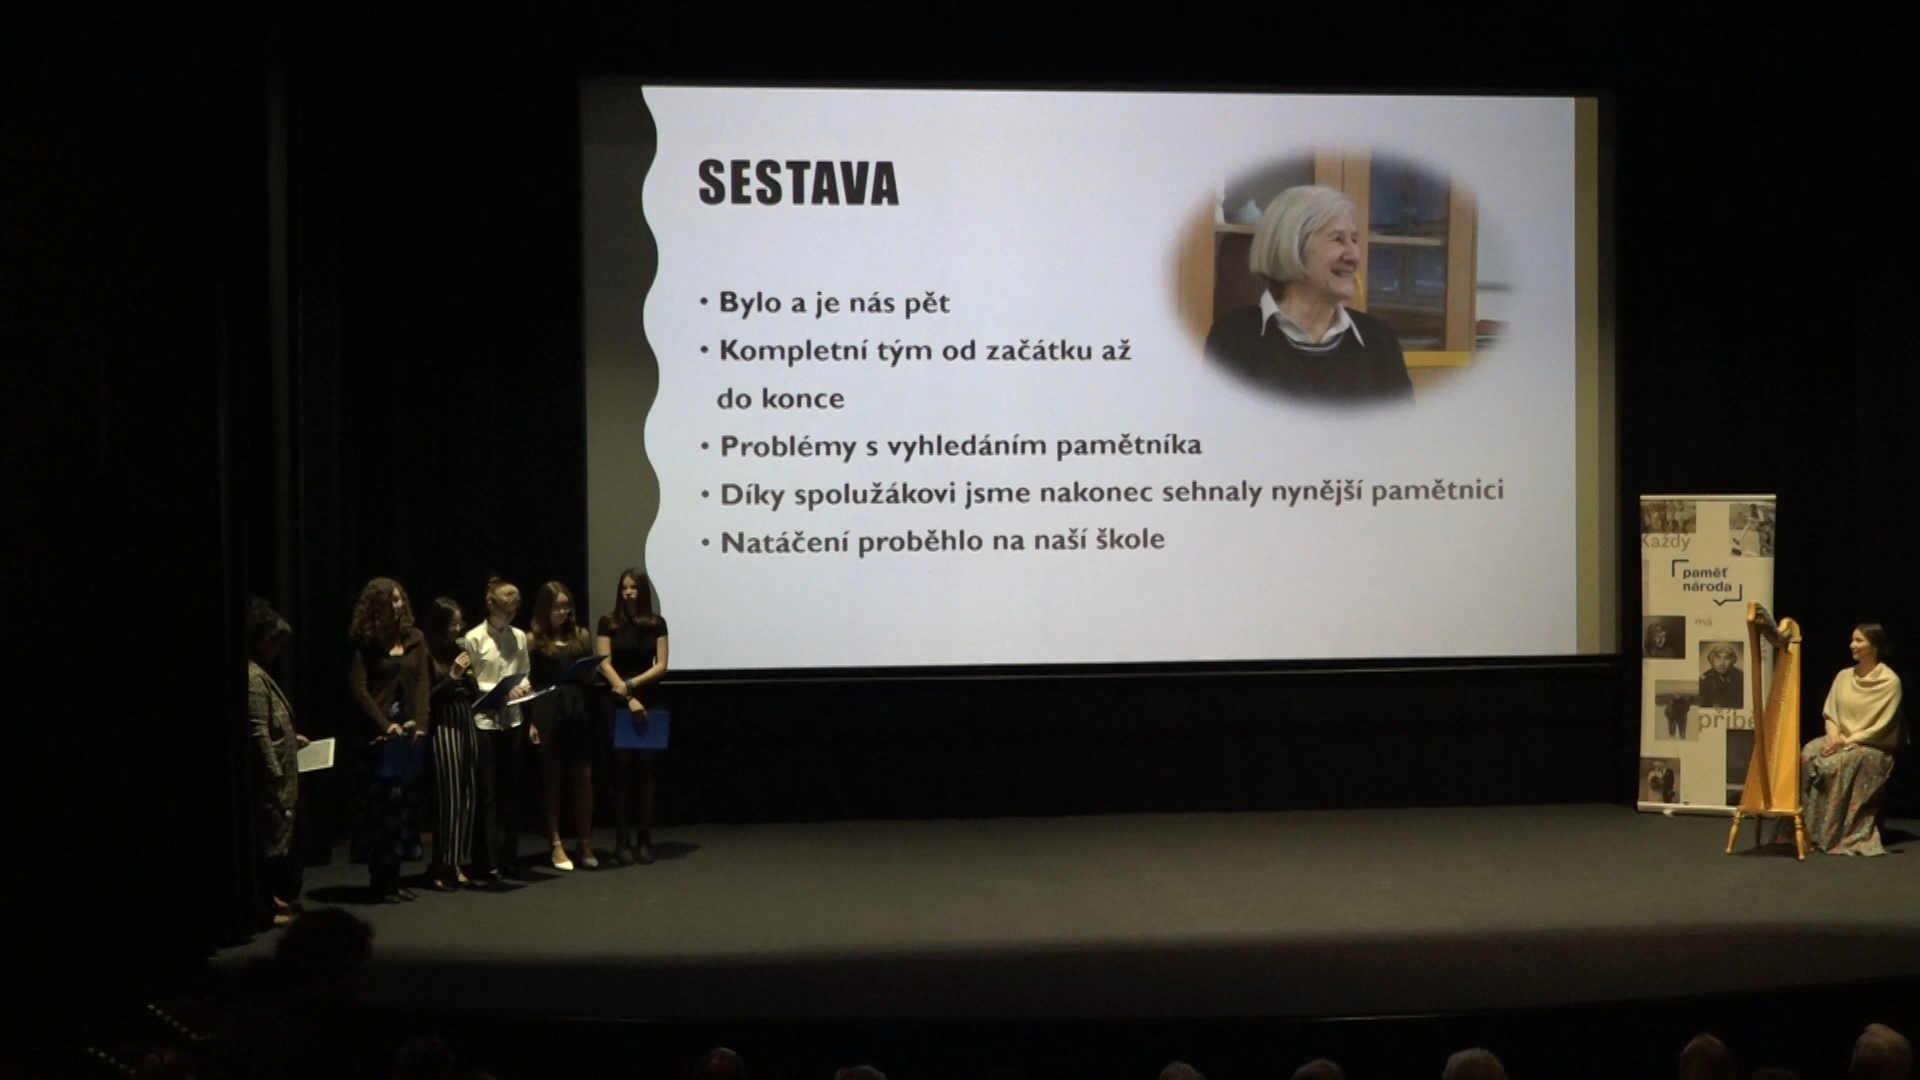 SESTAVA
• Bylo a je nás pět
• Kompletní tým od začátku až
do konce
• Problémy s vyhledáním pamětníka
• Díky spolužákovi jsme nakonec sehnaly nynější pamětnici
• Natáčení proběhlo na naší škole
Každý
paměť
národa
má
příbě